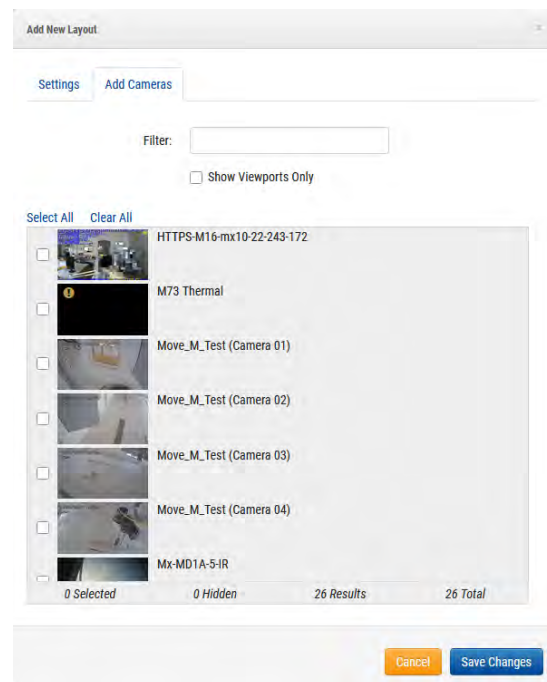 Add New Layout
x
Settings Add Cameras
Filter:
Show Viewports Only
Select All Clear All
HTTPS-M16-mx10-22-243-172
M73 Thermal
Move_M_Test (Camera 01)
Move_M_Test (Camera 02)
Move_M_Test (Camera 03)
Move_M_Test (Camera 04)
Mx-MD1A-5-IR
0 Selected 0 Hidden 26 Results 26 Total
Cancel Save Changes